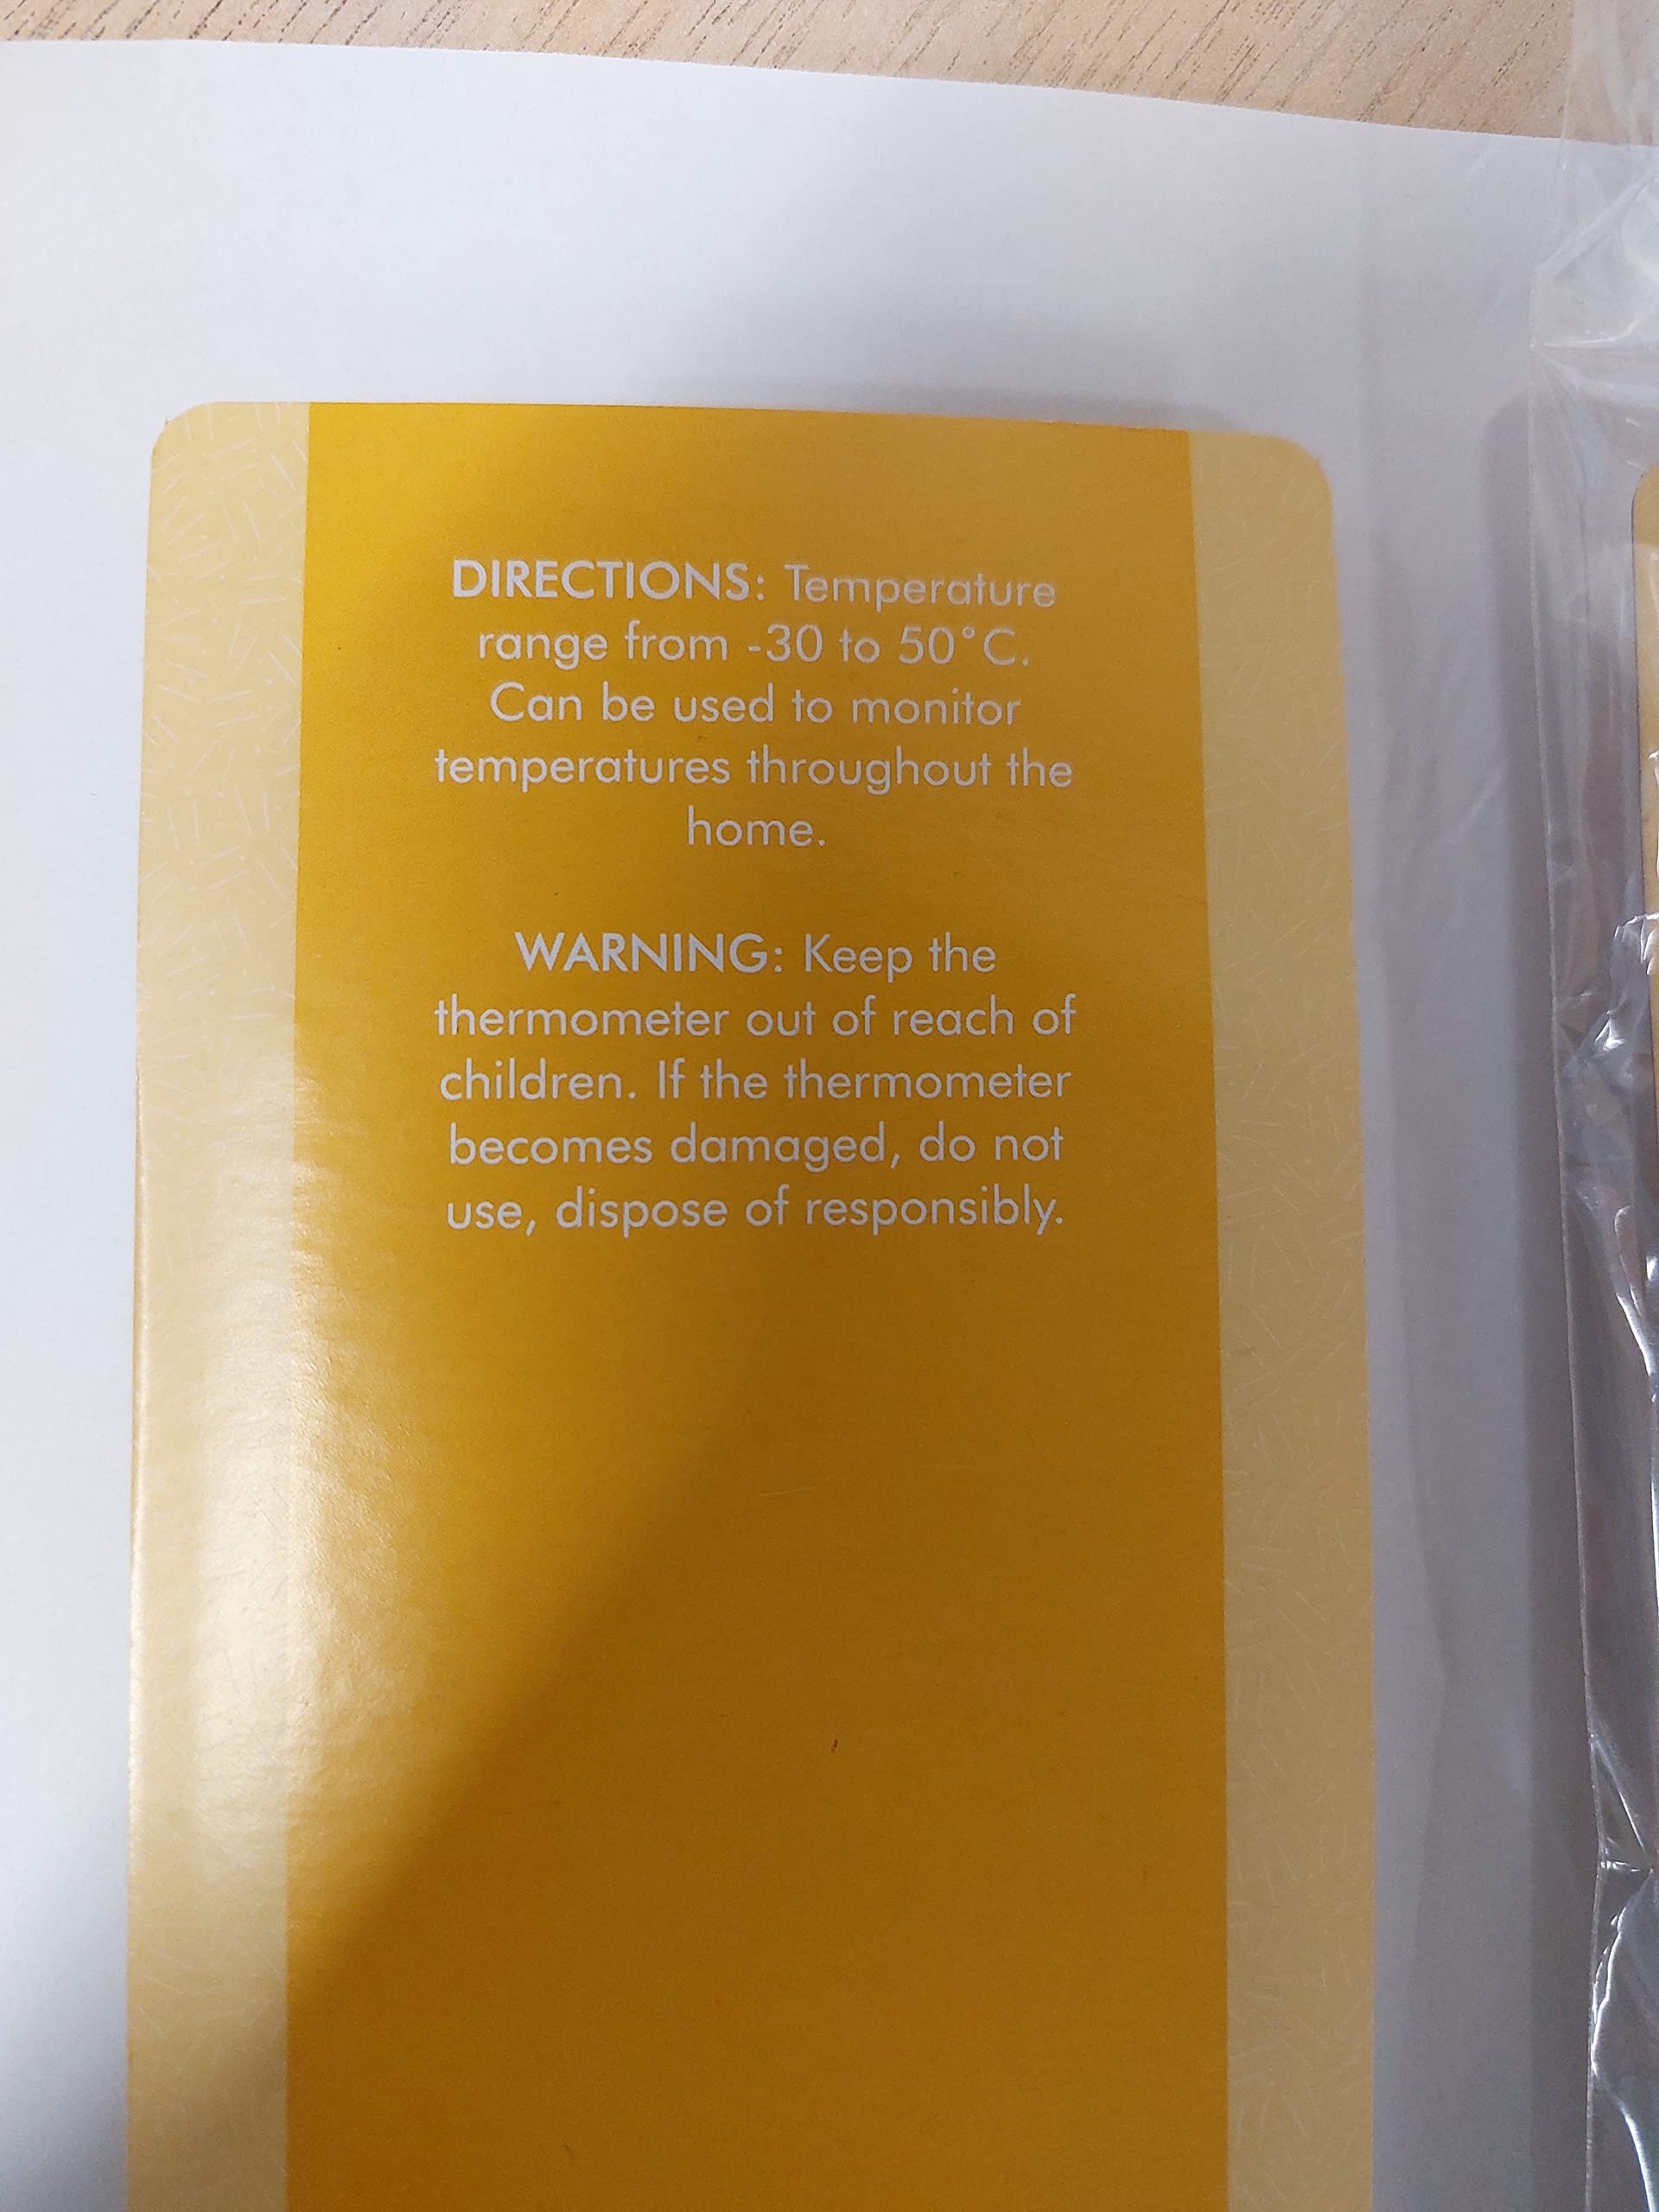 DIRECTIONS: Temperature
range from -30 to 50°C.
Can be used to monitor
temperatures throughout the
home.
WARNING: Keep the
thermometer out of reach of
children. If the thermometer
becomes damaged, do not
use, dispose of responsibly.